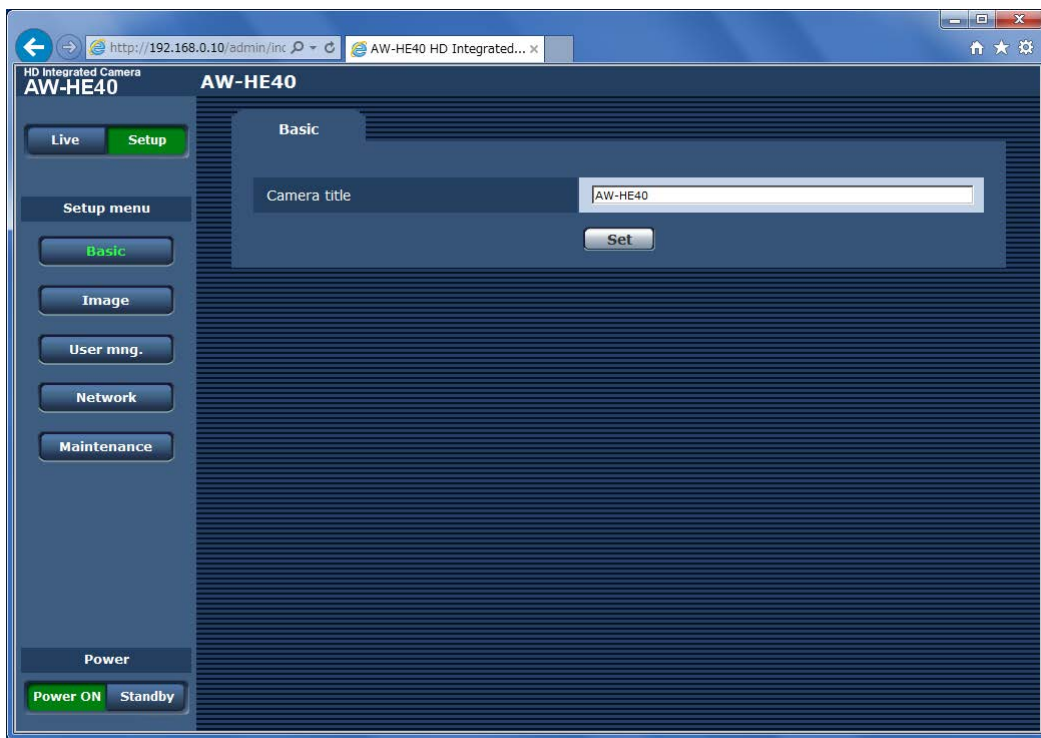 http://192.168.0.10/admin/inc
AW-HE40 HD Integrated...
HD Integrated Camera
AW-HE40
AW-HE40
Live Setup
Basic
Camera title AW-HE40
Set
Setup menu
Basic
Image
User mng.
Network
Maintenance
Power
Power ON Standby